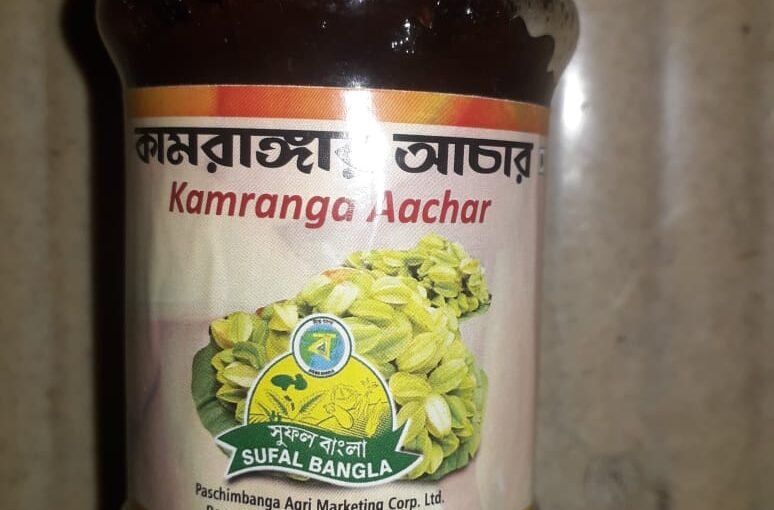 কামরাঙ্গার আচার
Kamranga Aachar
সুফল বাংলা
SUFAL BANGLA
Paschimbanga Agri Marketing Corp. Ltd.